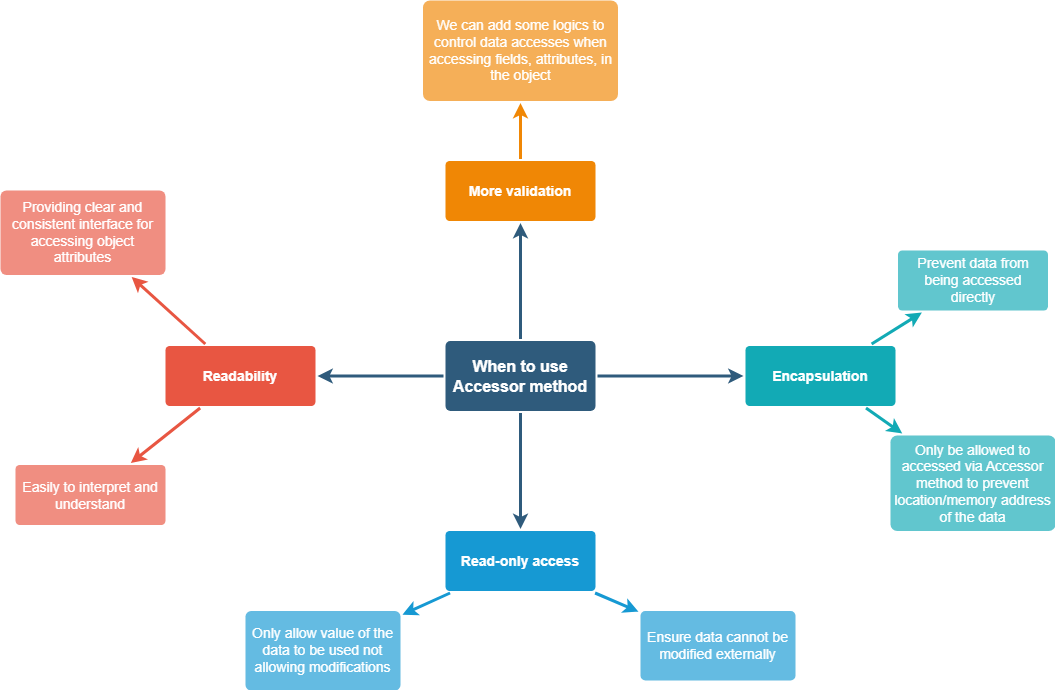 We can add some logics to
control data accesses when
accessing fields, attributes, in
the object
More validation
Providing clear and
consistent interface for
accessing object
attributes
Prevent data from
being accessed
directly
Readability
When to use
Accessor method
Encapsulation
Easily to interpret and
understand
Only be allowed to
accessed via Accessor
method to prevent
location/memory address
of the data
Read-only access
Only allow value of the
data to be used not
allowing modifications
Ensure data cannot be
modified externally